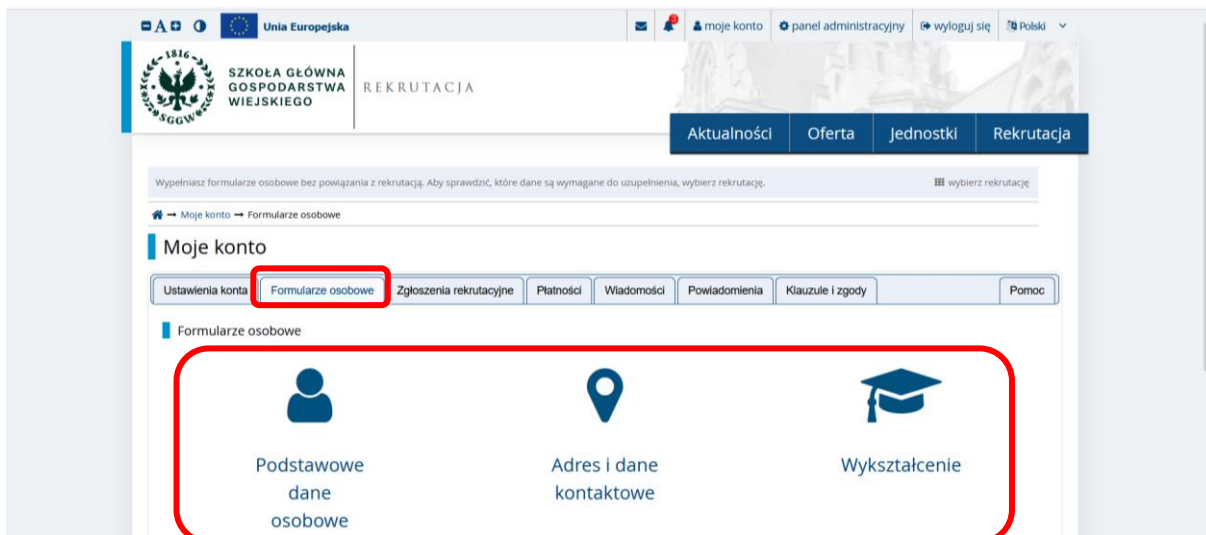 A Unia Europejska moje konto panel administracyjny wyloguj się Polski
1816
SGGW
SZKOŁA GŁÓWNA
GOSPODARSTWA
WIEJSKIEGO
REKRUTACJA
Aktualności Oferta Jednostki Rekrutacja
Wypełniasz formularze osobowe bez powiązania z rekrutacją. Aby sprawdzić, które dane są wymagane do uzupełnienia, wybierz rekrutację. wybierz rekrutację
→ Moje konto → Formularze osobowe
Moje konto
Ustawienia konta Formularze osobowe Zgłoszenia rekrutacyjne Płatności Wiadomości Powiadomienia Klauzule i zgody Pomoc
Formularze osobowe
Podstawowe
dane
osobowe
Adres i dane
kontaktowe
Wykształcenie